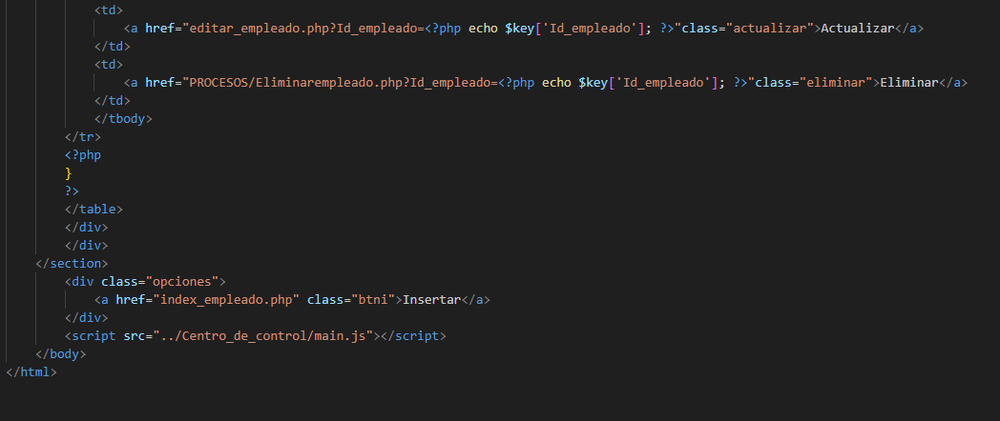 <td>
<a href="editar_empleado.php?Id_empleado=<?php echo $key['Id_empleado']; ?>"class="actualizar">Actualizar</a>
</td>
<td>
<a href="PROCESOS/Eliminarempleado.php?Id_empleado=<?php echo $key['Id_empleado']; ?>"class="eliminar">Eliminar</a>
</td>
</tbody>
</tr>
<?php
}
?>
</table>
</div>
</div>
</section>
<div class="opciones">
<a href="index_empleado.php" class="btni">Insertar</a>
</div>
<script src="../Centro_de_control/main.js"></script>
</body>
</html>